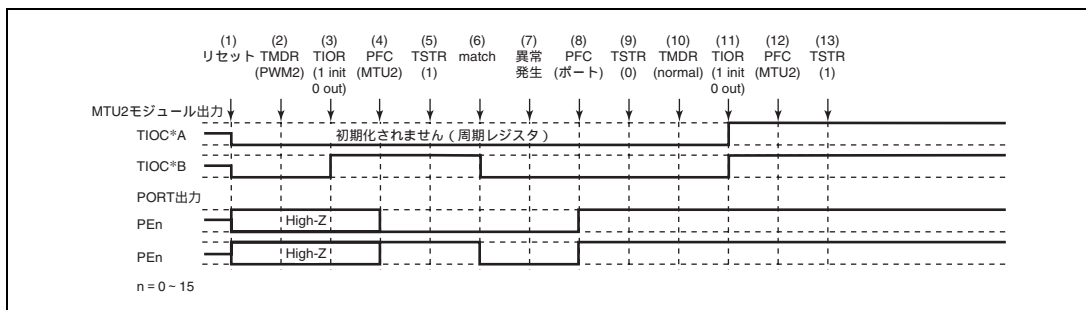 (1) (2) (3) (4) (5) (6) (7) (8) (9) (10) (11) (12) (13)
リセット TMDR TIOR PFC TSTR match 異常 PFC TSTR TMDR TIOR PFC TSTR
(PWM2) (1 init (MTU2) (1) 発生 (ポート) (0) (normal) (1 init (MTU2) (1)
0 out) 0 out)
MTU2モジュール出力
TIOC*A 初期化されません（周期レジスタ）
TIOC*B
PORT出力
PEn High-Z
PEn High-Z
n = 0 ~ 15